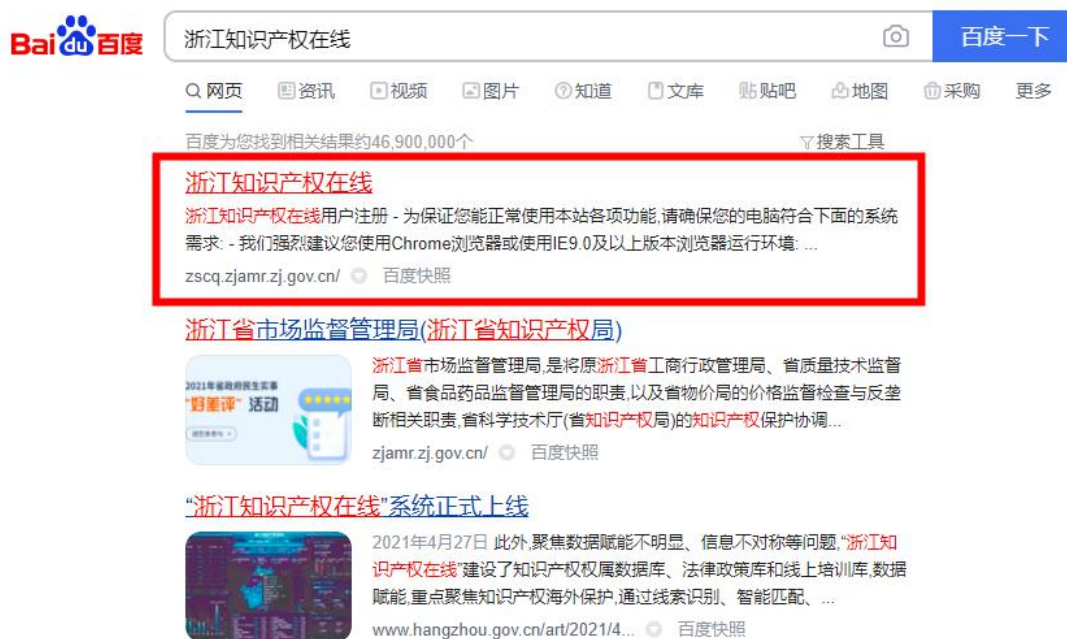 Bai du 百度
浙江知识产权在线
百度一下
网页 资讯 视频 图片 知道 文库 贴吧 地图 采购 更多
百度为您找到相关结果约46,900,000个 搜索工具
浙江知识产权在线
浙江知识产权在线用户注册 - 为保证您能正常使用本站各项功能,请确保您的电脑符合下面的系统
需求: - 我们强烈建议您使用Chrome浏览器或使用IE9.0及以上版本浏览器运行环境: ...
zscq.zjamr.zj.gov.cn/ 百度快照
浙江省市场监督管理局(浙江省知识产权局)
2021年省政府民生实事
"好差评" 活动
浙江省市场监督管理局,是将原浙江省工商行政管理局、省质量技术监督
局、省食品药品监督管理局的职责,以及省物价局的价格监督检查与反垄
断相关职责,省科学技术厅(省知识产权局)的知识产权保护协调...
zjamr.zj.gov.cn/ 百度快照
“浙江知识产权在线”系统正式上线
2021年4月27日 此外,聚焦数据赋能不明显、信息不对称等问题,“浙江知
识产权在线”建设了知识产权权属数据库、法律政策库和线上培训库,数据
赋能,重点聚焦知识产权海外保护,通过线索识别、智能匹配、...
www.hangzhou.gov.cn/art/2021/4... 百度快照